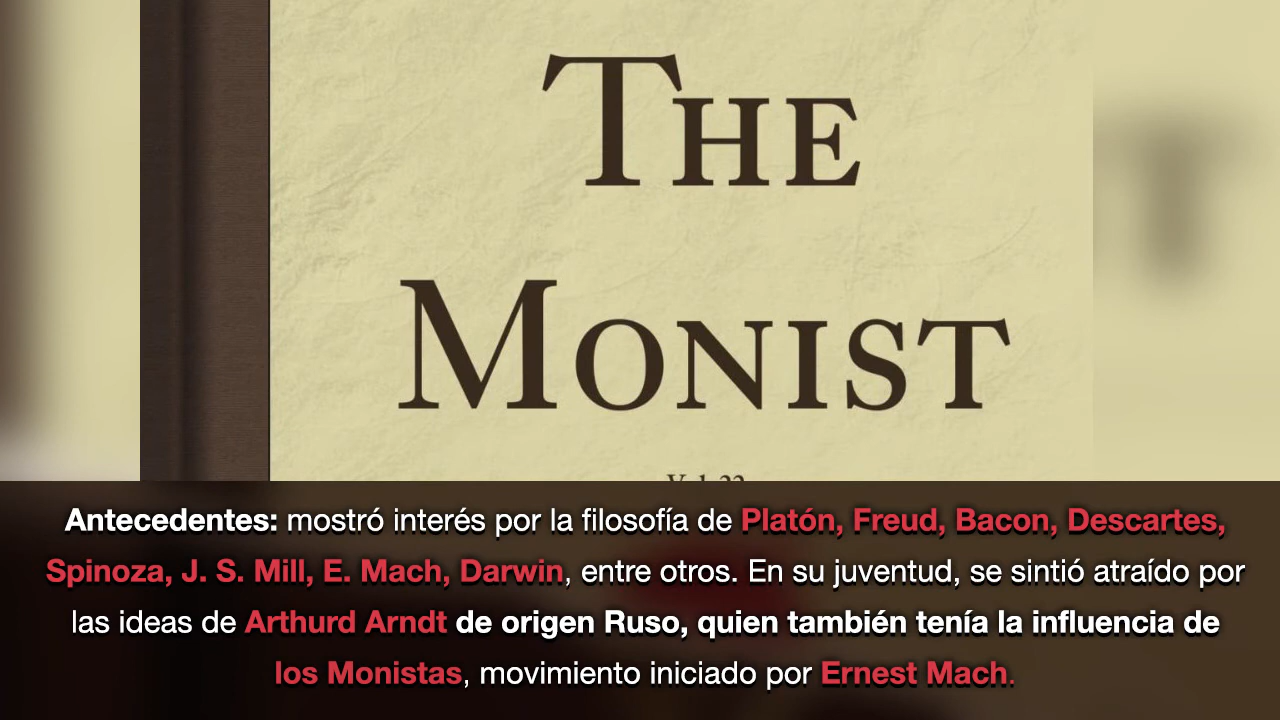 THE
MONIST
Antecedentes: mostró interés por la filosofía de Platón, Freud, Bacon, Descartes,
Spinoza, J. S. Mill, E. Mach, Darwin, entre otros. En su juventud, se sintió atraído por
las ideas de Arthurd Arndt de origen Ruso, quien también tenía la influencia de
los Monistas, movimiento iniciado por Ernest Mach.